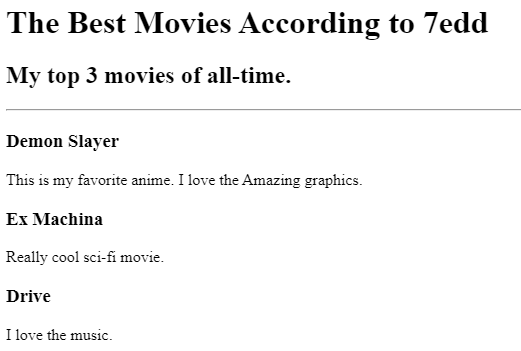 The Best Movies According to 7edd
My top 3 movies of all-time.
Demon Slayer
This is my favorite anime. I love the Amazing graphics.
Ex Machina
Really cool sci-fi movie.
Drive
I love the music.